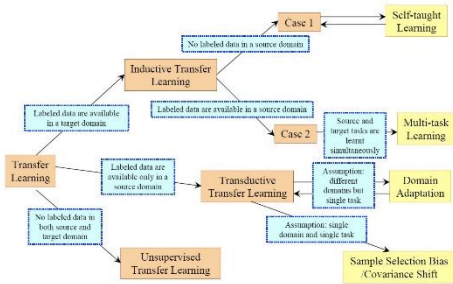 Case 1
Self-taught
Learning
No labeled data in a source domain
Inductive Transfer
Learning
Labeled data are available
in a target domain
Labeled data are available in a source domain
Case 2
Source and
target tasks are
learnt
simultaneously
Multi-task
Learning
Transfer
Learning
Labeled data are
available only in a
source domain
Transductive
Transfer Learning
Assumption:
different
domains but
single task
Domain
Adaptation
No labeled data in
both source and
target domain
Assumption: single
domain and single task
Unsupervised
Transfer Learning
Sample Selection Bias
/Covariance Shift